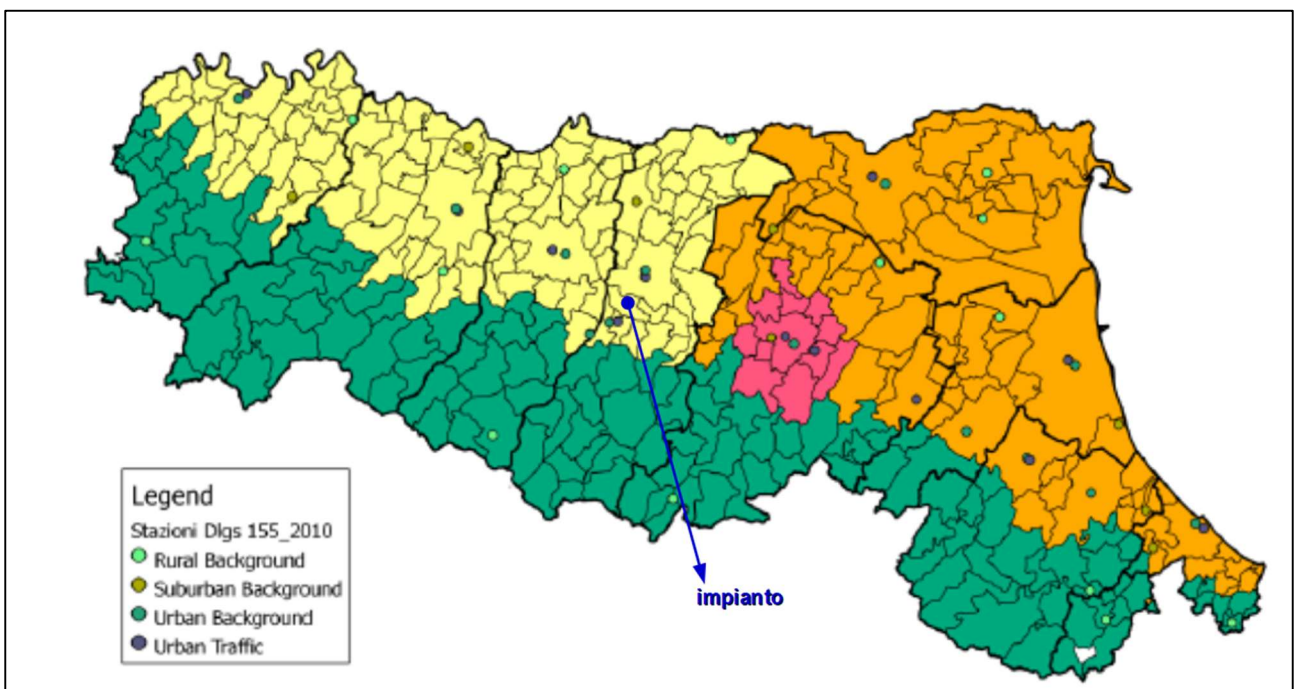 Legend
Stazioni Dlgs 155_2010
Rural Background
Suburban Background
Urban Background
Urban Traffic
impianto